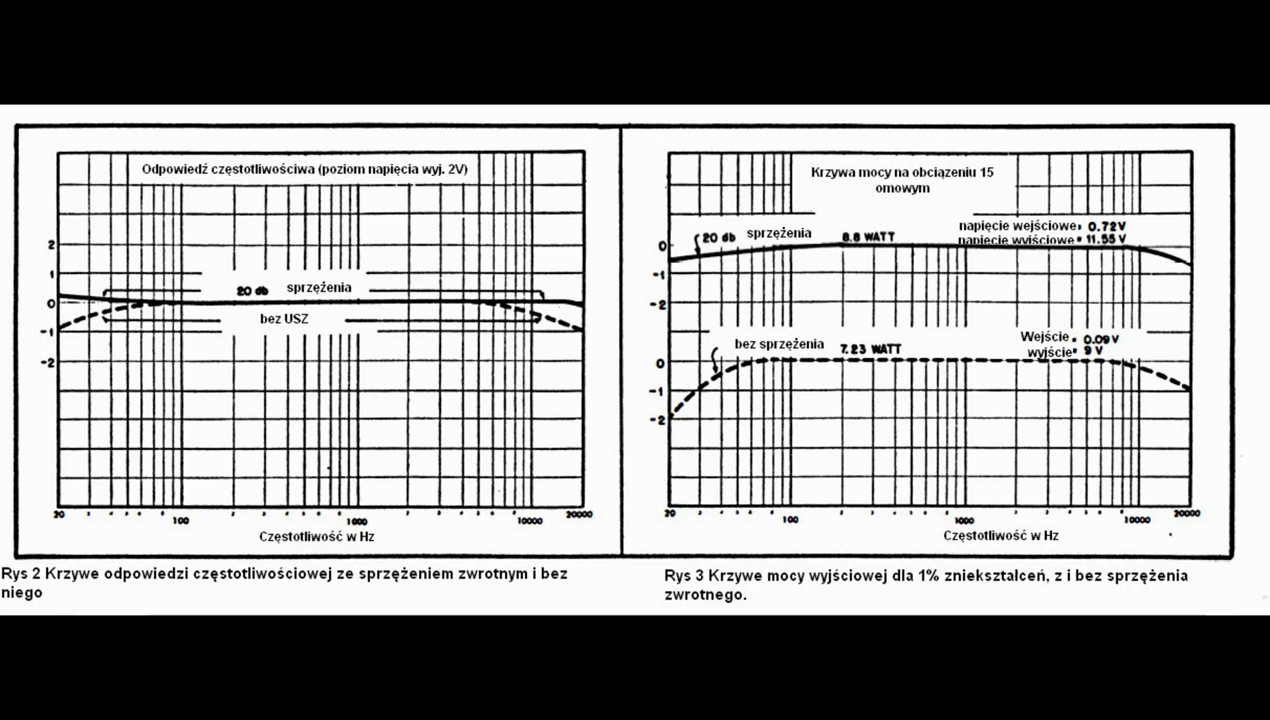 Odpowiedź częstotliwościwa (poziom napięcia wyj. 2V)
2
1
0
-1
-2
20 db sprzężenia
bez USZ
20 100 1000 10000 20000
Częstotliwość w Hz
Rys 2 Krzywe odpowiedzi częstotliwościowej ze sprzężeniem zwrotnym i bez
niego
Krzywa mocy na obciązeniu 15
omowym
napięcie wejściowe= 0.72V
napięcie wyjściowe = 11.55 V
20 db sprzężenia 8.8 WATT
0
-1
-2
Wejście = 0.09V
wyjście= 9 V
bez sprzężenia 7.23 WATT
0
-1
-2
20 100 1000 10000 20000
Częstotliwość w Hz
Rys 3 Krzywe mocy wyjściowej dla 1% zniekształceń, z i bez sprzężenia
zwrotnego.